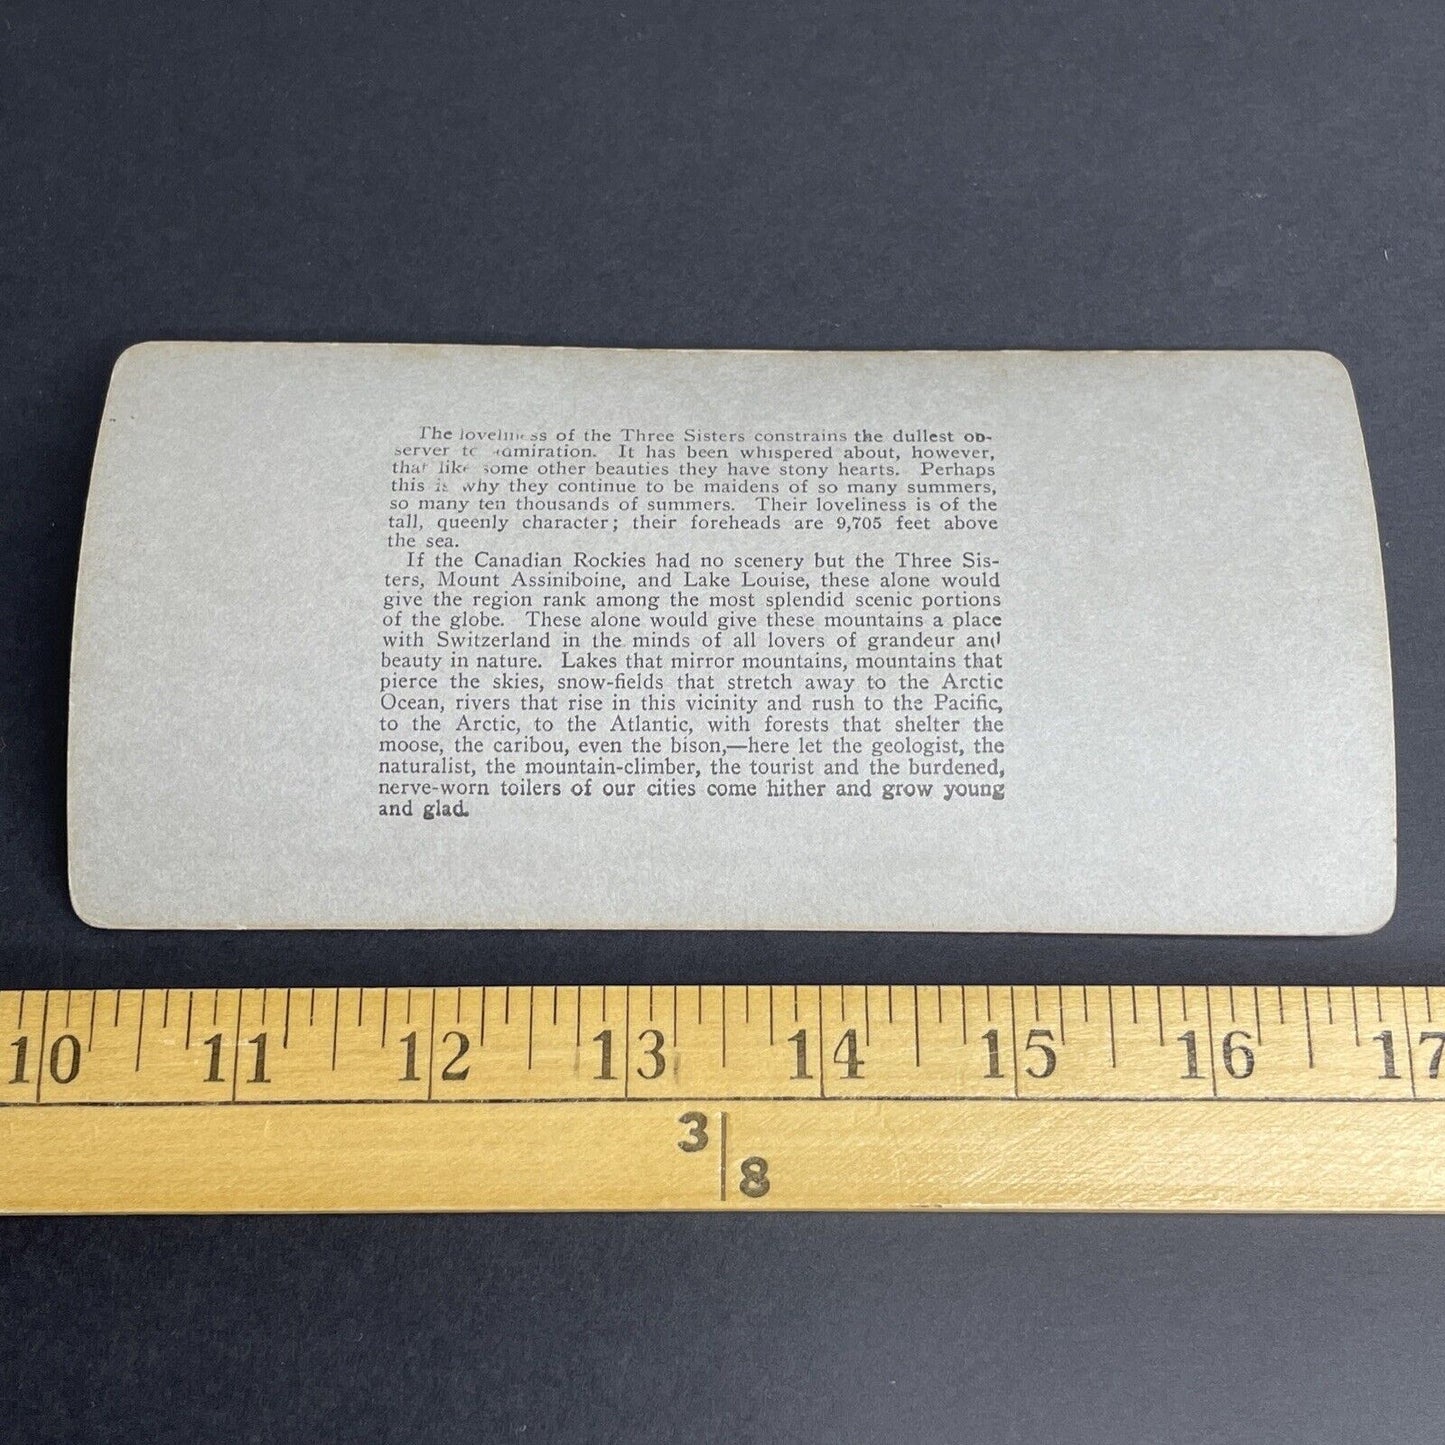 The loveliness of the Three Sisters constrains the dullest ob-
server to admiration. It has been whispered about, however,
that like some other beauties they have stony hearts. Perhaps
this is why they continue to be maidens of so many summers,
so many ten thousands of summers. Their loveliness is of the
tall, queenly character; their foreheads are 9,705 feet above
the sea.
If the Canadian Rockies had no scenery but the Three Sis-
ters, Mount Assiniboine, and Lake Louise, these alone would
give the region rank among the most splendid scenic portions
of the globe. These alone would give these mountains a place
with Switzerland in the minds of all lovers of grandeur and
beauty in nature. Lakes that mirror mountains, mountains that
pierce the skies, snow-fields that stretch away to the Arctic
Ocean, rivers that rise in this vicinity and rush to the Pacific,
to the Arctic, to the Atlantic, with forests that shelter the
moose, the caribou, even the bison,—here let the geologist, the
naturalist, the mountain-climber, the tourist and the burdened,
nerve-worn toilers of our cities come hither and grow young
and glad.
10 11 12 13 14 15 16 17
3
8